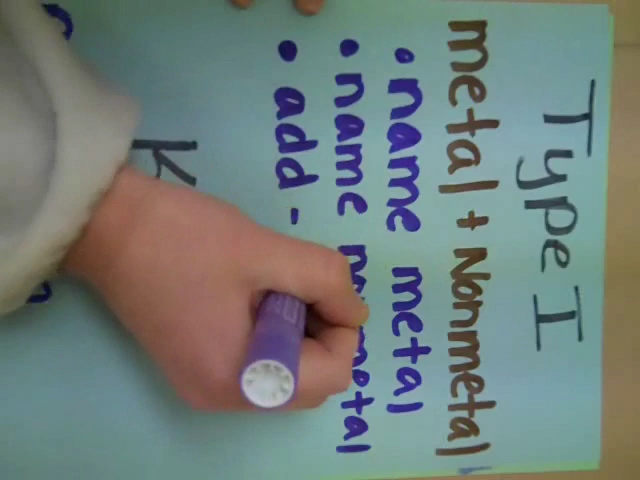 Type I
metal + Nonmetal
• name metal
• name nonmetal
• add -
K